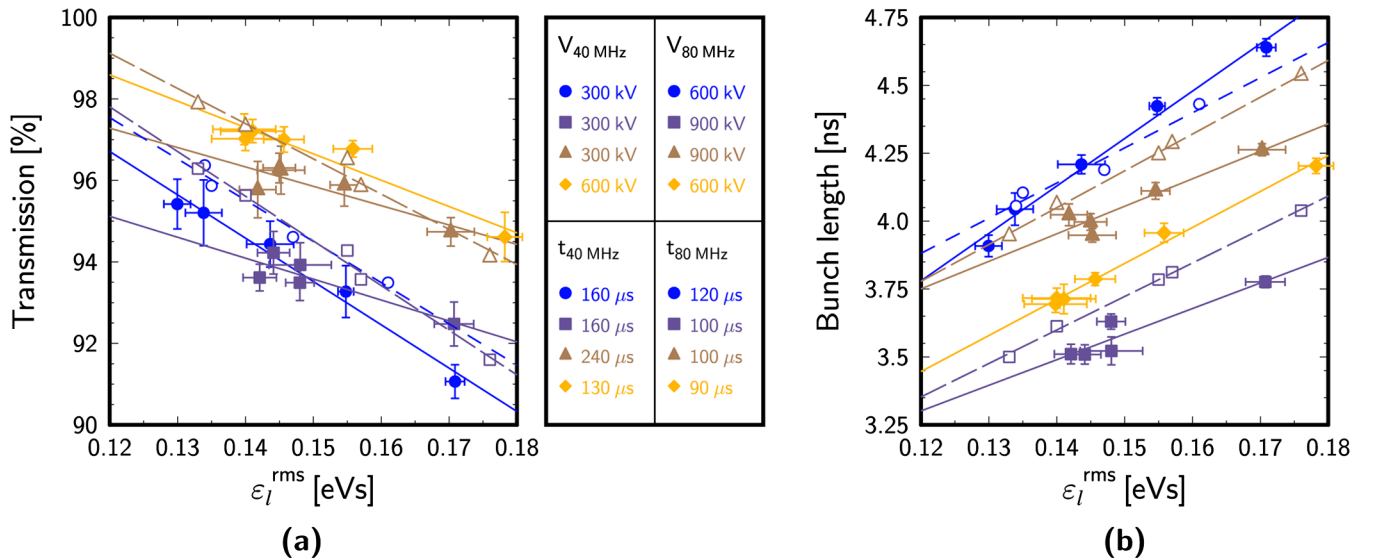 100
98
96
94
92
90
Transmission [%]
0.12 0.13 0.14 0.15 0.16 0.17 0.18
εₗ^rms [eVs]
(a)
V40 MHz V80 MHz
300 kV 600 kV
300 kV 900 kV
300 kV 900 kV
600 kV 600 kV
t40 MHz t80 MHz
160 μs 120 μs
160 μs 100 μs
240 μs 100 μs
130 μs 90 μs
4.75
4.5
4.25
4.0
3.75
3.5
3.25
Bunch length [ns]
0.12 0.13 0.14 0.15 0.16 0.17 0.18
εₗ^rms [eVs]
(b)